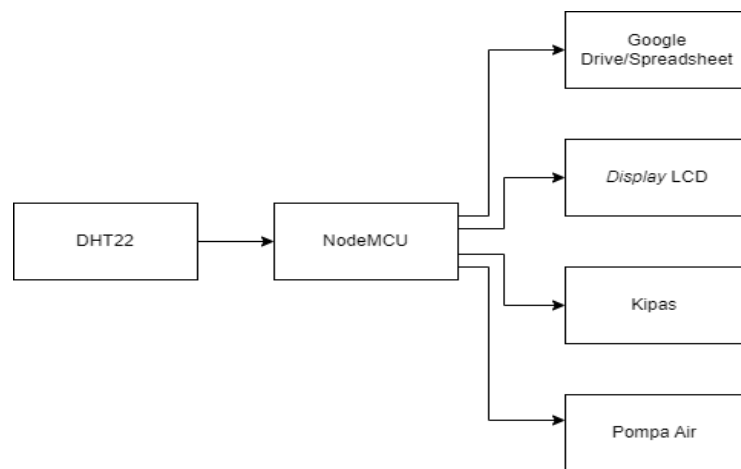 Google
Drive/Spreadsheet
Display LCD
DHT22
NodeMCU
Kipas
Pompa Air